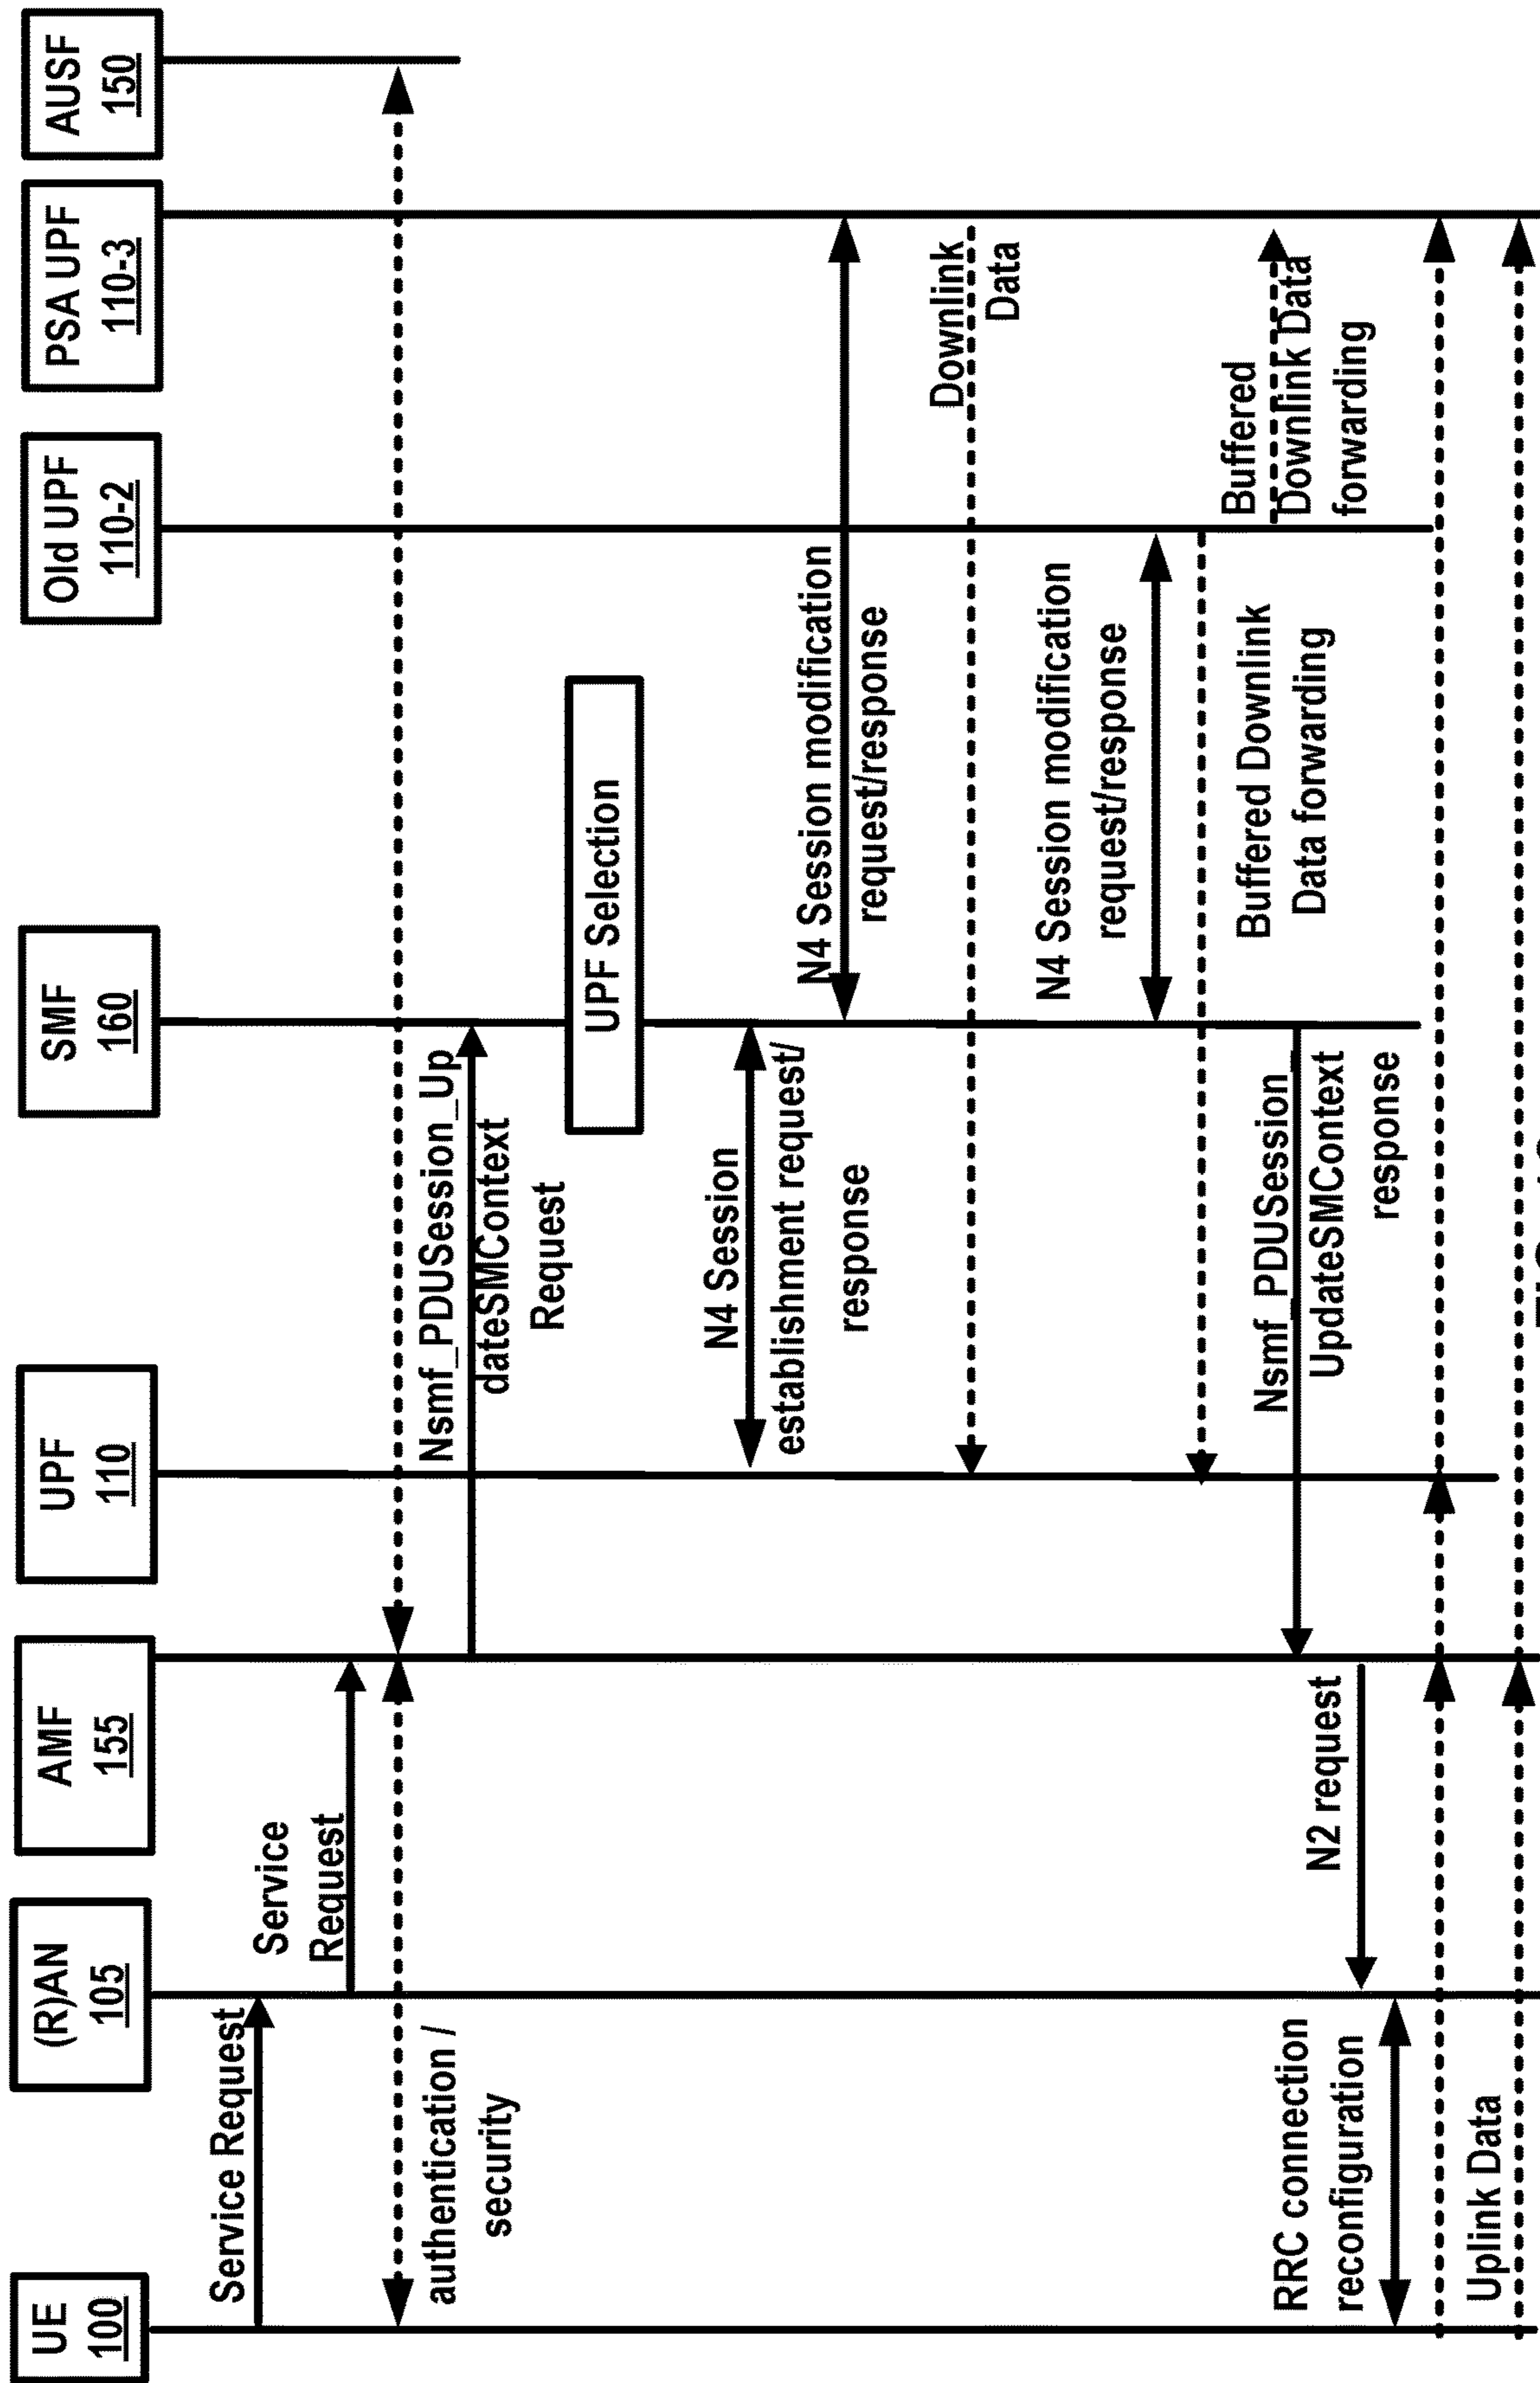 UE
100
(R)AN
105
AMF
155
UPF
110
SMF
160
Old UPF
110-2
PSA UPF
110-3
AUSF
150
Service Request
Service
Request
authentication /
security
Nsmf_PDUSession_Up
dateSMContext
Request
UPF Selection
N4 Session
establishment request/
response
N4 Session modification
request/response
Downlink
Data
N4 Session modification
request/response
Buffered Downlink
Data forwarding
Buffered
Downlink Data
forwarding
Nsmf_PDUSession_
UpdateSMContext
response
N2 request
RRC connection
reconfiguration
Uplink Data